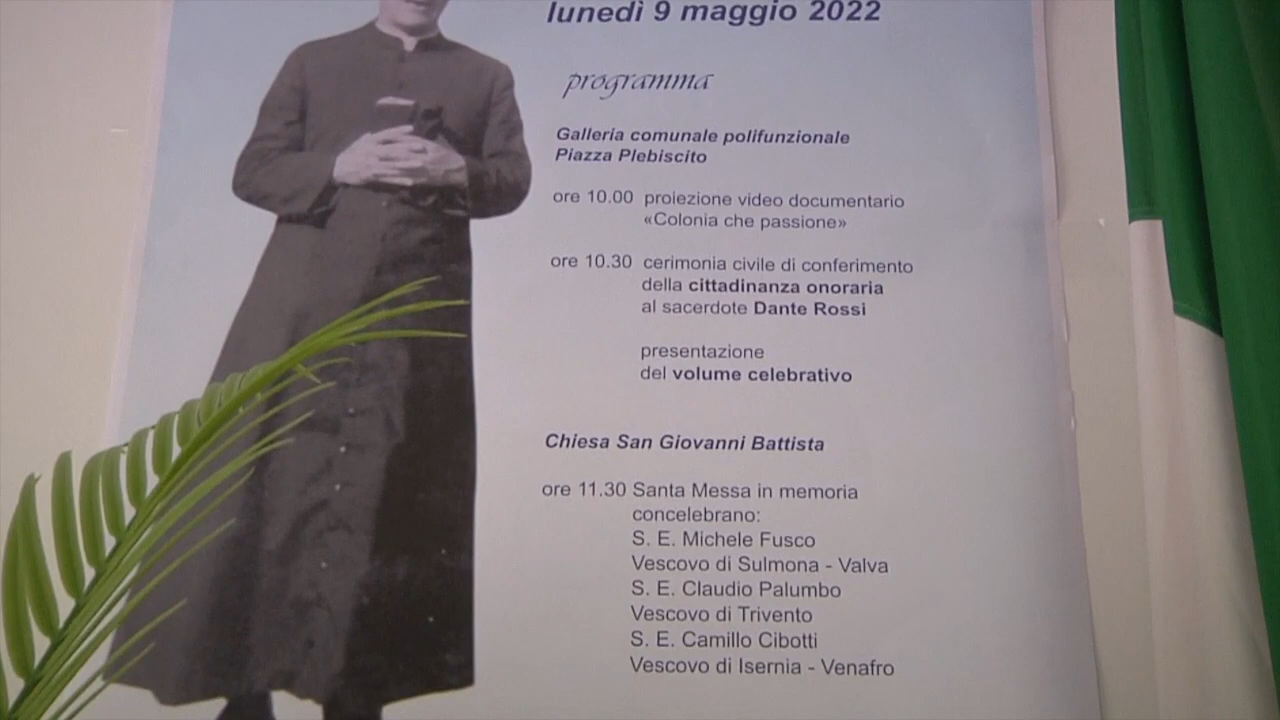 lunedì 9 maggio 2022
programma
Galleria comunale polifunzionale
Piazza Plebiscito
ore 10.00 proiezione video documentario
«Colonia che passione»
ore 10.30 cerimonia civile di conferimento
della cittadinanza onoraria
al sacerdote Dante Rossi
presentazione
del volume celebrativo
Chiesa San Giovanni Battista
ore 11.30 Santa Messa in memoria
concelebrano:
S. E. Michele Fusco
Vescovo di Sulmona - Valva
S. E. Claudio Palumbo
Vescovo di Trivento
S. E. Camillo Cibotti
Vescovo di Isernia - Venafro